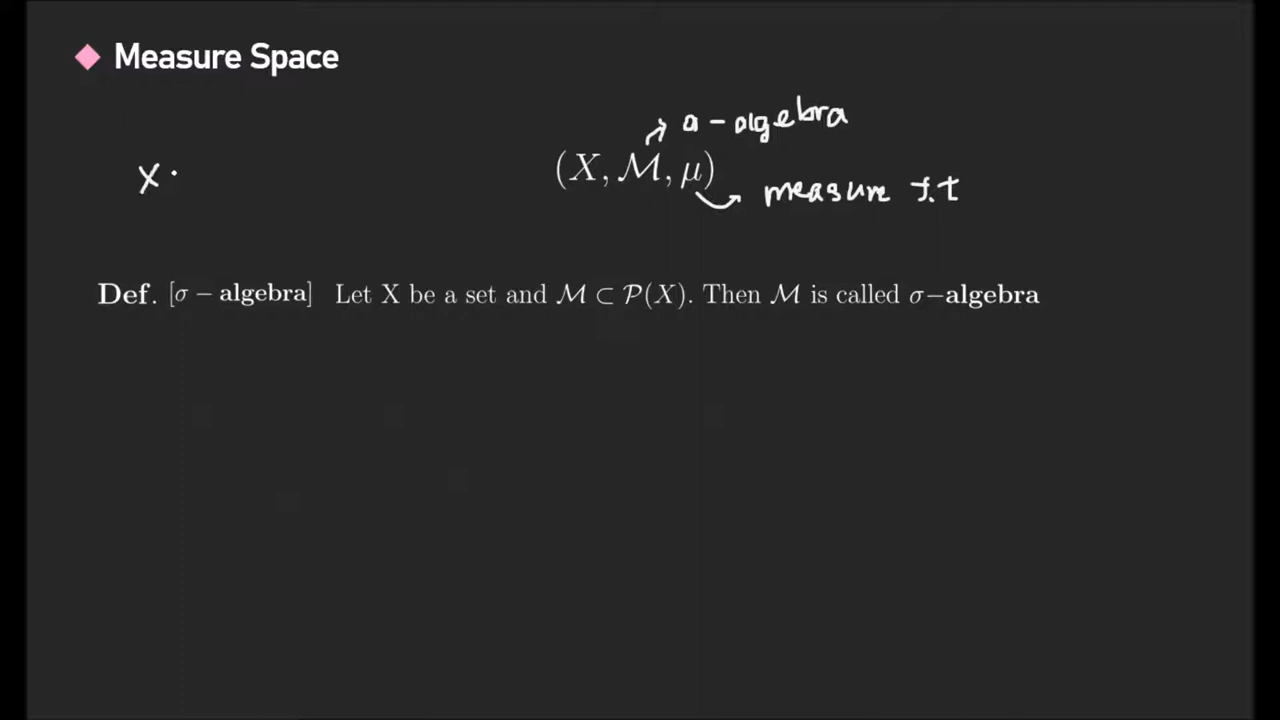 Measure Space
σ - algebra
(X, ℳ, μ)
X ·
measure f.t
Def. [σ − algebra] Let X be a set and ℳ ⊂ 𝒫(X). Then ℳ is called σ−algebra